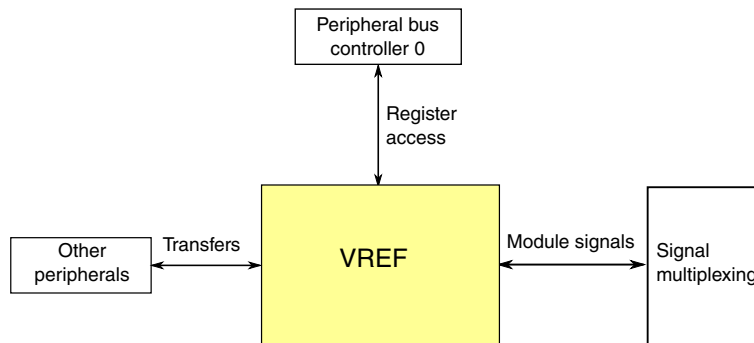 Peripheral bus
controller 0
Register
access
VREF
Other
peripherals
Transfers
Module signals
Signal
multiplexing